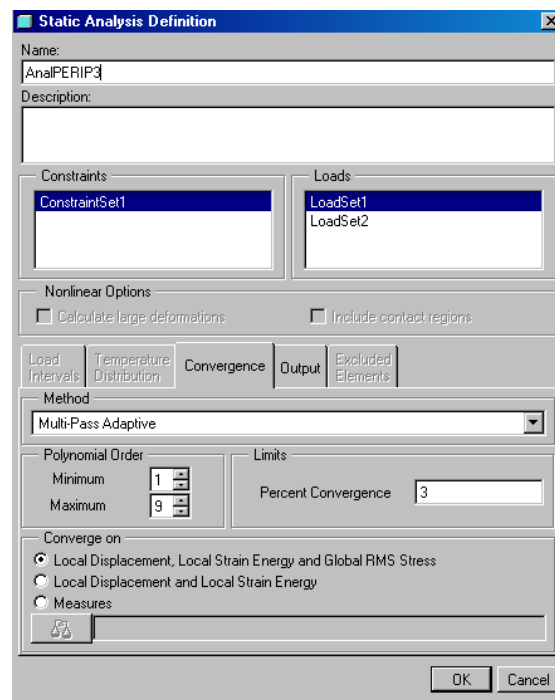 Static Analysis Definition
Name:
AnalPERIP3
Description:
Constraints
ConstraintSet1
Loads
LoadSet1
LoadSet2
Nonlinear Options
Calculate large deformations
Include contact regions
Load Intervals
Temperature Distribution
Convergence
Output
Excluded Elements
Method
Multi-Pass Adaptive
Polynomial Order
Minimum 1
Maximum 9
Limits
Percent Convergence 3
Converge on
Local Displacement, Local Strain Energy and Global RMS Stress
Local Displacement and Local Strain Energy
Measures
OK Cancel